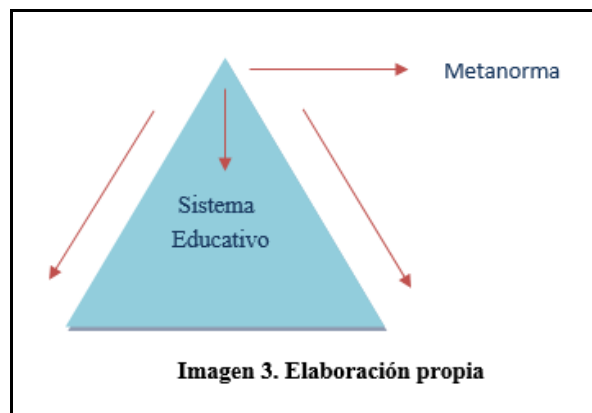 Metanorma
Sistema
Educativo
Imagen 3. Elaboración propia